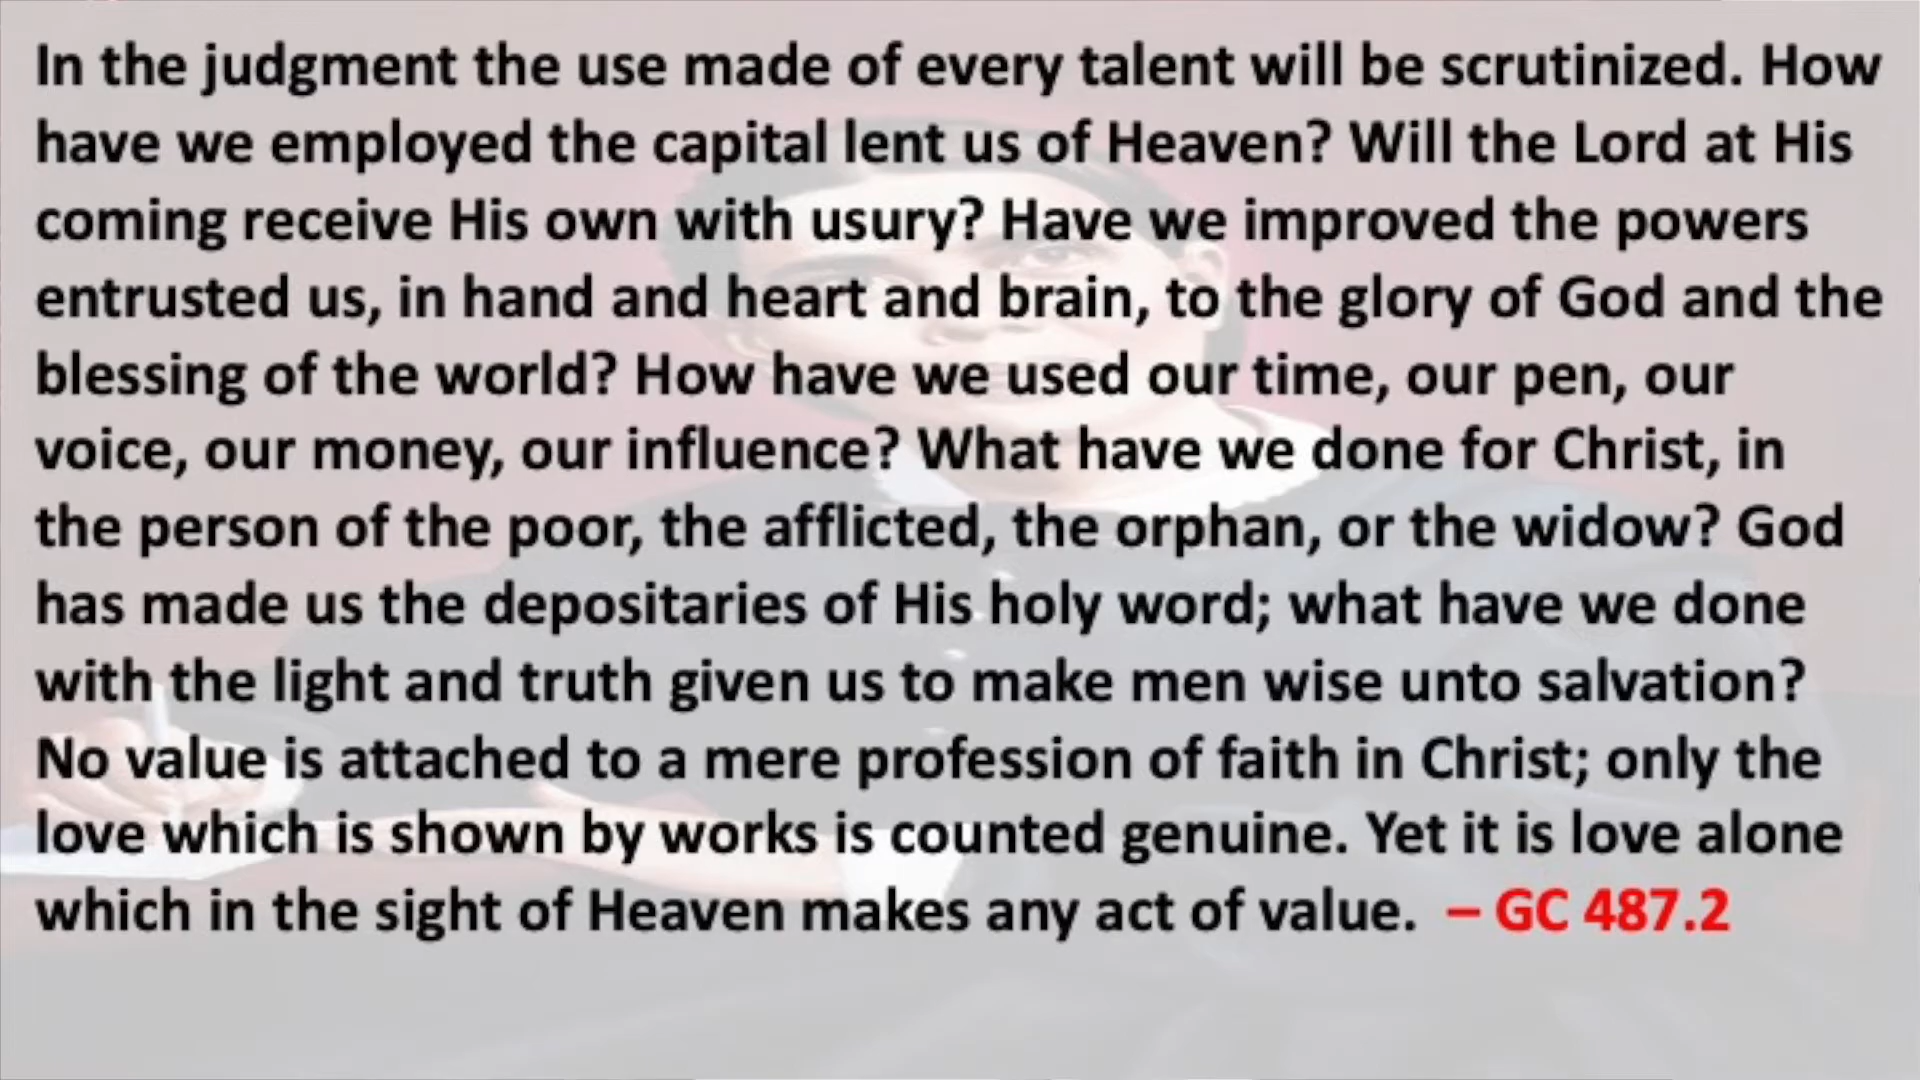 In the judgment the use made of every talent will be scrutinized. How
have we employed the capital lent us of Heaven? Will the Lord at His
coming receive His own with usury? Have we improved the powers
entrusted us, in hand and heart and brain, to the glory of God and the
blessing of the world? How have we used our time, our pen, our
voice, our money, our influence? What have we done for Christ, in
the person of the poor, the afflicted, the orphan, or the widow? God
has made us the depositaries of His holy word; what have we done
with the light and truth given us to make men wise unto salvation?
No value is attached to a mere profession of faith in Christ; only the
love which is shown by works is counted genuine. Yet it is love alone
which in the sight of Heaven makes any act of value. – GC 487.2